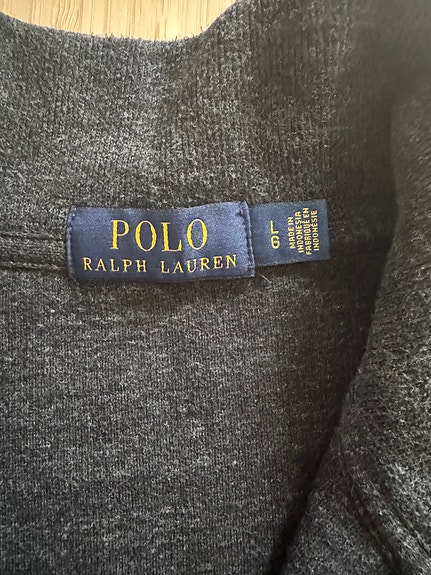 POLO
RALPH LAUREN
L
G
MADE IN
INDONESIA
FABRIQUÉ EN
INDONÉSIE